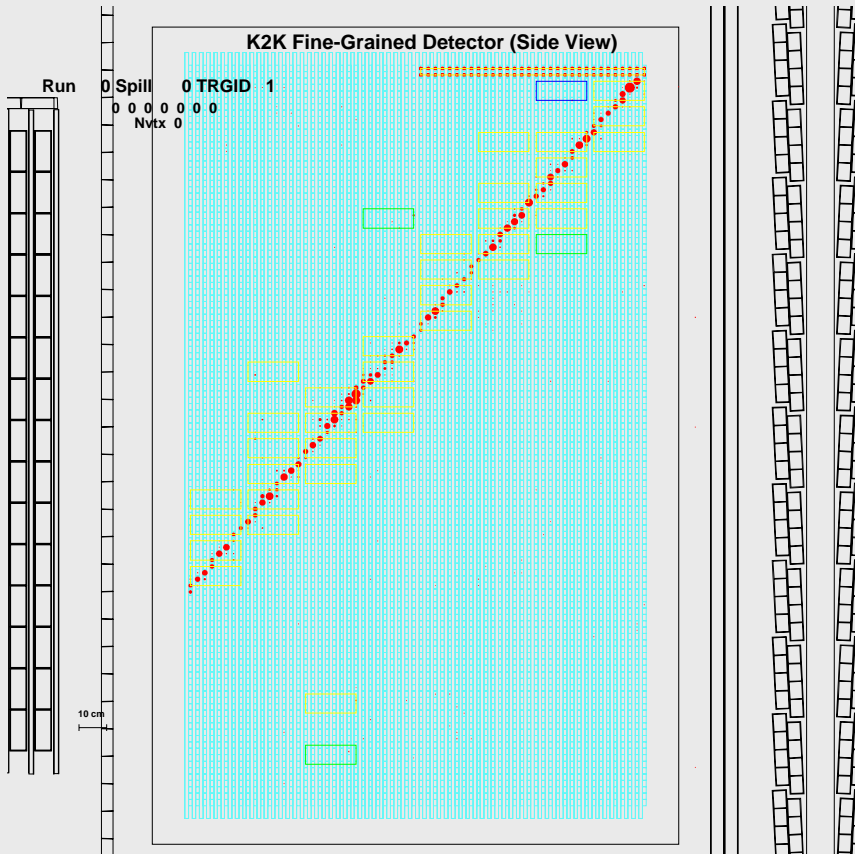 K2K Fine-Grained Detector (Side View)
Run 0 Spill 0 TRGID 1
0 0 0 0 0 0 0
Nvtx 0
10 cm